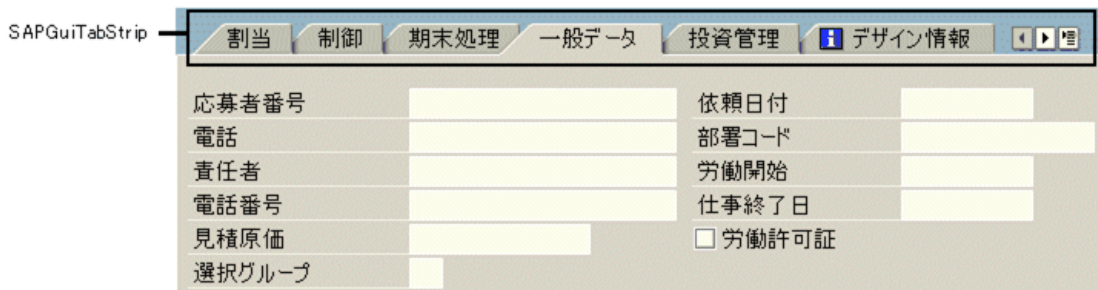 SAPGuiTabStrip
割当 制御 期末処理 一般データ 投資管理 デザイン情報
応募者番号 依頼日付
電話 部署コード
責任者 労働開始
電話番号 仕事終了日
見積原価 労働許可証
選択グループ